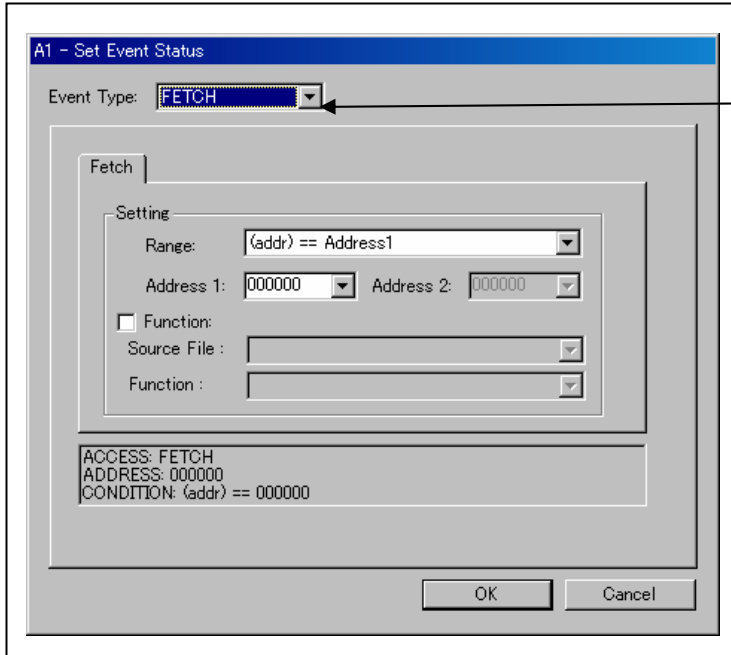 A1 - Set Event Status
Event Type: FETCH
Fetch
Setting
Range: (addr) == Address1
Address 1: 000000 Address 2: 000000
Function:
Source File :
Function :
ACCESS: FETCH
ADDRESS: 000000
CONDITION: (addr) == 000000
OK Cancel